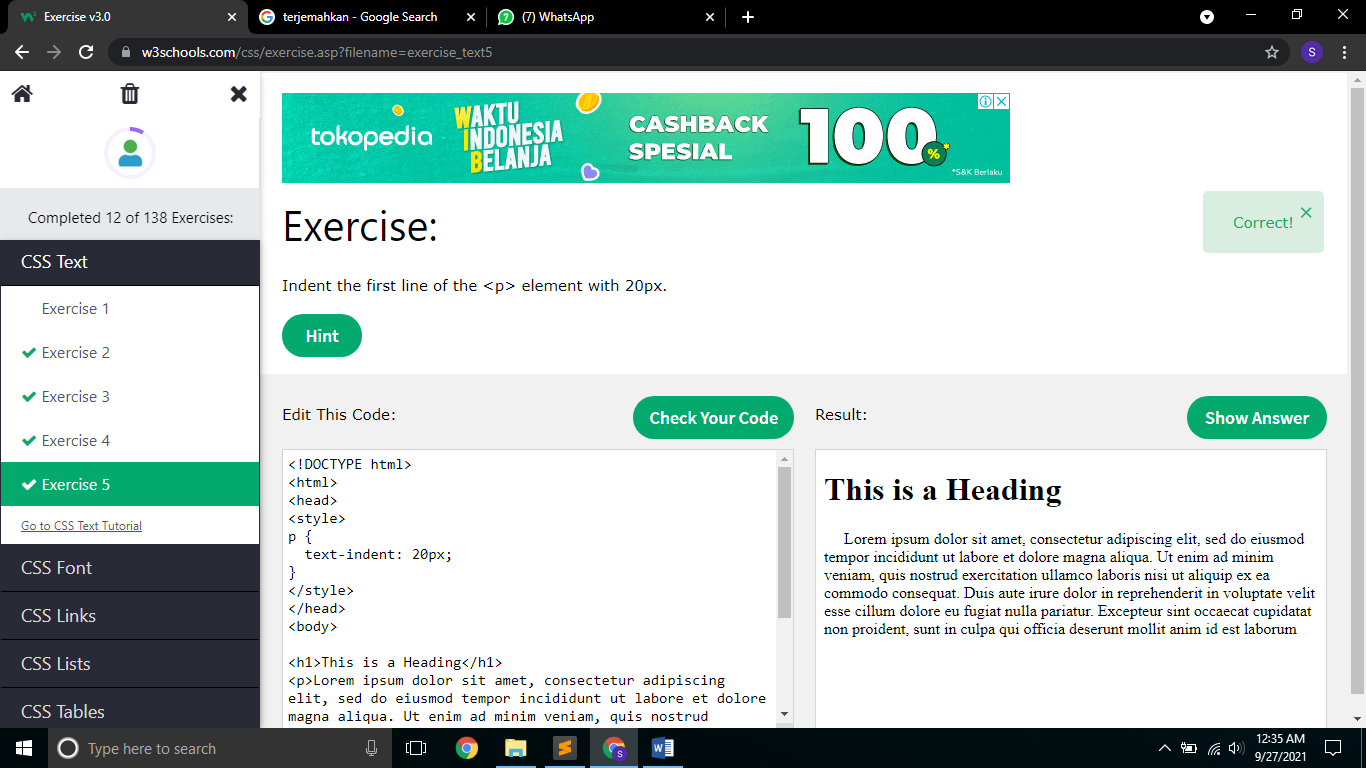 Exercise v3.0
terjemahkan - Google Search
(7) WhatsApp
w3schools.com/css/exercise.asp?filename=exercise_text5
S
tokopedia
WAKTU
INDONESIA
BELANJA
CASHBACK
SPESIAL
100%*
*S&K Berlaku
Completed 12 of 138 Exercises:
CSS Text
Exercise 1
Exercise 2
Exercise 3
Exercise 4
Exercise 5
Go to CSS Text Tutorial
CSS Font
CSS Links
CSS Lists
CSS Tables
Exercise:
Correct!
Indent the first line of the <p> element with 20px.
Hint
Edit This Code:
Check Your Code
<!DOCTYPE html>
<html>
<head>
<style>
p {
  text-indent: 20px;
}
</style>
</head>
<body>
<h1>This is a Heading</h1>
<p>Lorem ipsum dolor sit amet, consectetur adipiscing
elit, sed do eiusmod tempor incididunt ut labore et dolore
magna aliqua. Ut enim ad minim veniam, quis nostrud
Result:
Show Answer
This is a Heading
Lorem ipsum dolor sit amet, consectetur adipiscing elit, sed do eiusmod
tempor incididunt ut labore et dolore magna aliqua. Ut enim ad minim
veniam, quis nostrud exercitation ullamco laboris nisi ut aliquip ex ea
commodo consequat. Duis aute irure dolor in reprehenderit in voluptate velit
esse cillum dolore eu fugiat nulla pariatur. Excepteur sint occaecat cupidatat
non proident, sunt in culpa qui officia deserunt mollit anim id est laborum
Type here to search
12:35 AM
9/27/2021